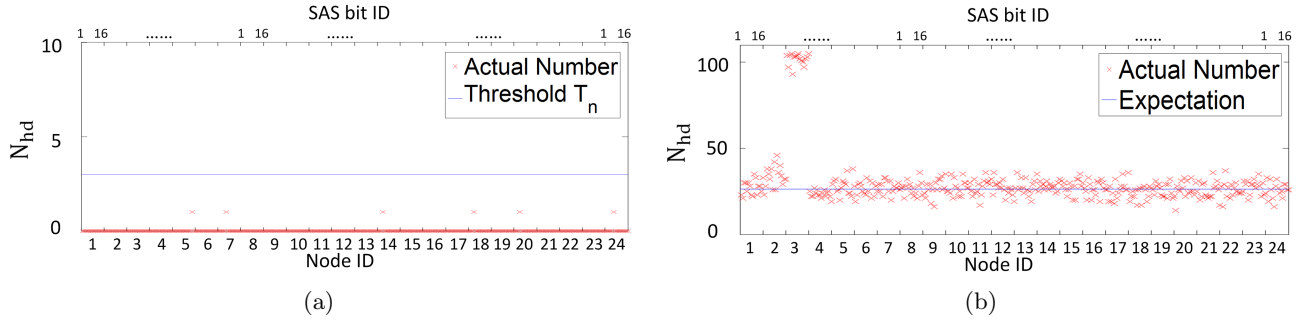 SAS bit ID
1 16 ...... 1 16 ...... ...... 1 16
10
5
0
N_hd
× Actual Number
Threshold T_n
1 2 3 4 5 6 7 8 9 10 11 12 13 14 15 16 17 18 19 20 21 22 23 24
Node ID
(a)
SAS bit ID
1 16 ...... 1 16 ...... ...... 1 16
100
50
0
N_hd
× Actual Number
Expectation
1 2 3 4 5 6 7 8 9 10 11 12 13 14 15 16 17 18 19 20 21 22 23 24
Node ID
(b)